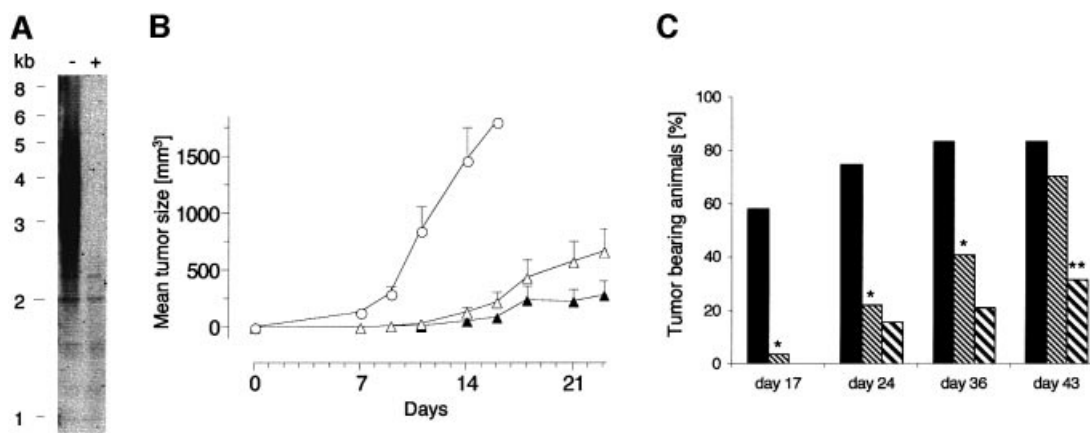 A
kb - +
8
6
5
4
3
2
1
B
Mean tumor size [mm³]
1500
1000
500
0
0 7 14 21
Days
C
Tumor bearing animals [%]
100
80
60
40
20
0
*
*
*
**
day 17 day 24 day 36 day 43